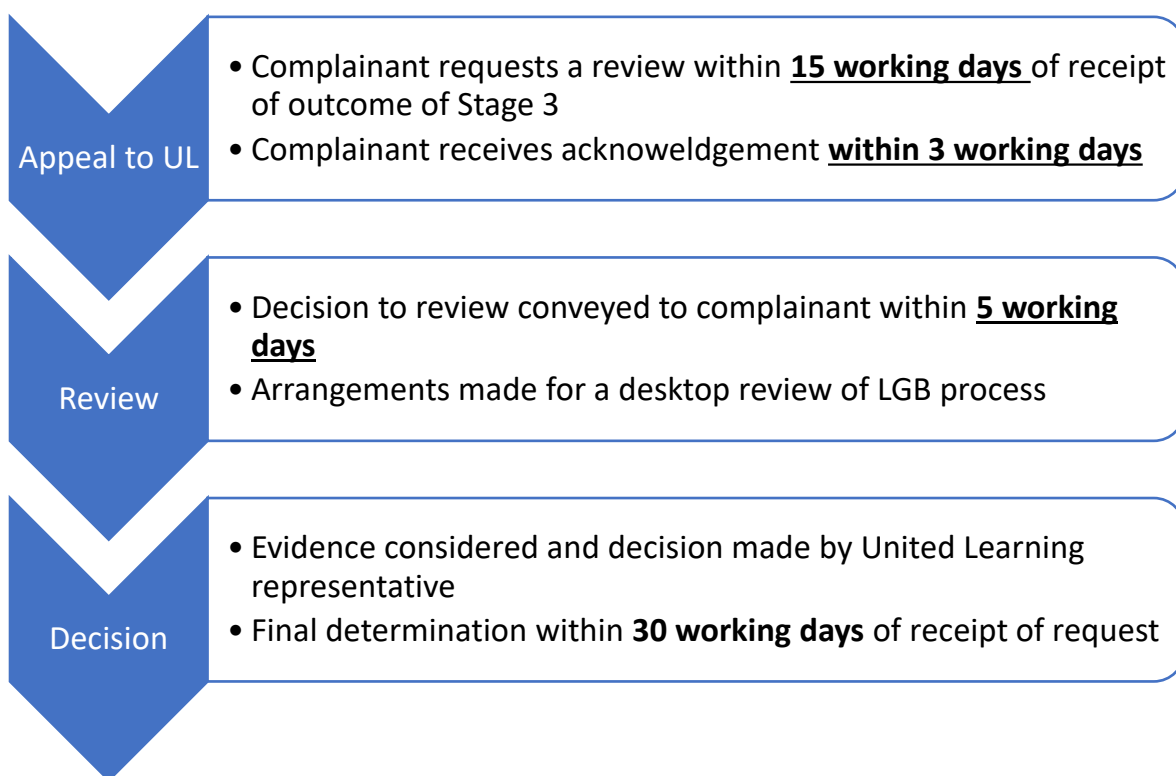 Appeal to UL
• Complainant requests a review within 15 working days of receipt
of outcome of Stage 3
• Complainant receives acknoweldgement within 3 working days
Review
• Decision to review conveyed to complainant within 5 working
days
• Arrangements made for a desktop review of LGB process
Decision
• Evidence considered and decision made by United Learning
representative
• Final determination within 30 working days of receipt of request